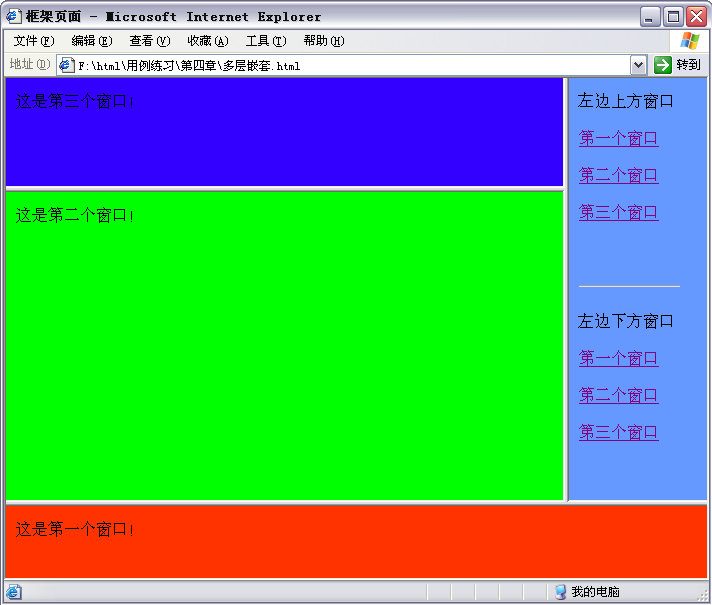 框架页面 - Microsoft Internet Explorer
文件(F) 编辑(E) 查看(V) 收藏(A) 工具(T) 帮助(H)
地址(D) F:\html\用例练习\第四章\多层嵌套.html 转到
这是第三个窗口!
这是第二个窗口!
左边上方窗口
第一个窗口
第二个窗口
第三个窗口
左边下方窗口
第一个窗口
第二个窗口
第三个窗口
这是第一个窗口!
我的电脑